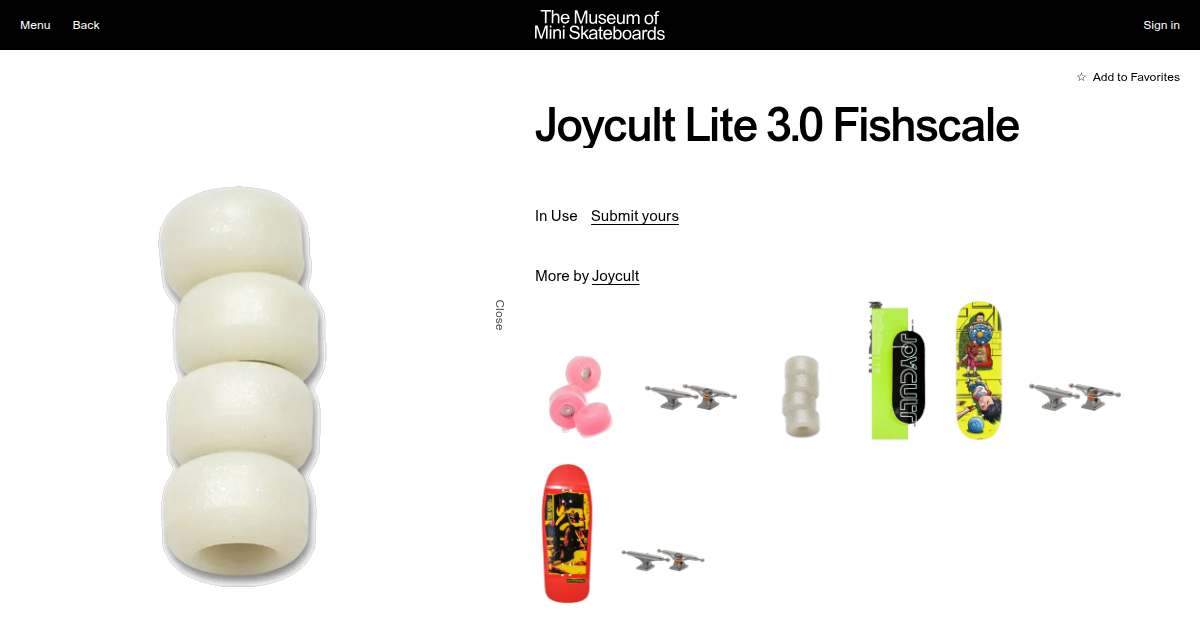 Menu
Back
The Museum of
Mini Skateboards
Sign in
☆ Add to Favorites
Joycult Lite 3.0 Fishscale
In Use
Submit yours
More by Joycult
Close
JOYCULT